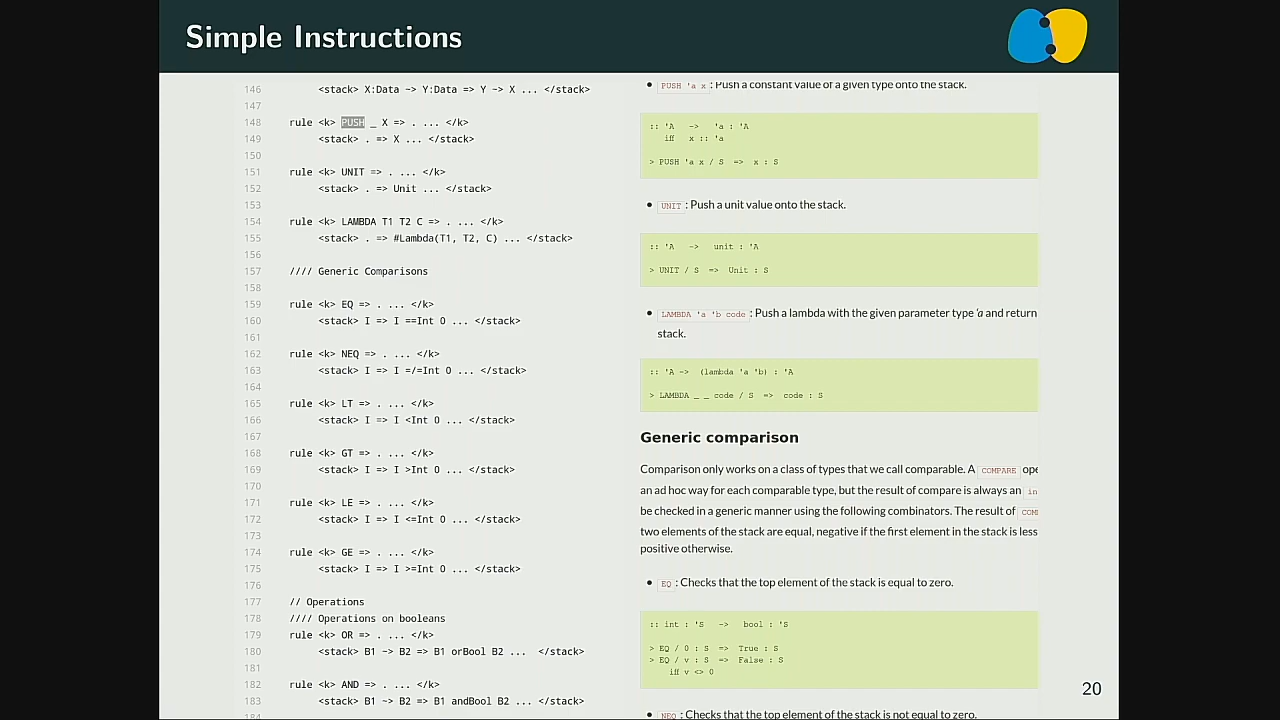 Simple Instructions
146 <stack> X:Data ~> Y:Data => Y ~> X ... </stack>
147
148 rule <k> PUSH _ X => . ... </k>
149 <stack> . => X ... </stack>
150
151 rule <k> UNIT => . ... </k>
152 <stack> . => Unit ... </stack>
153
154 rule <k> LAMBDA T1 T2 C => . ... </k>
155 <stack> . => #Lambda(T1, T2, C) ... </stack>
156
157 //// Generic Comparisons
158
159 rule <k> EQ => . ... </k>
160 <stack> I => I ==Int 0 ... </stack>
161
162 rule <k> NEQ => . ... </k>
163 <stack> I => I =/=Int 0 ... </stack>
164
165 rule <k> LT => . ... </k>
166 <stack> I => I <Int 0 ... </stack>
167
168 rule <k> GT => . ... </k>
169 <stack> I => I >Int 0 ... </stack>
170
171 rule <k> LE => . ... </k>
172 <stack> I => I <=Int 0 ... </stack>
173
174 rule <k> GE => . ... </k>
175 <stack> I => I >=Int 0 ... </stack>
176
177 // Operations
178 //// Operations on booleans
179 rule <k> OR => . ... </k>
180 <stack> B1 ~> B2 => B1 orBool B2 ... </stack>
181
182 rule <k> AND => . ... </k>
183 <stack> B1 ~> B2 => B1 andBool B2 ... </stack>
184
• PUSH 'a x : Push a constant value of a given type onto the stack.
:: 'A -> 'a : 'A
iff x :: 'a
> PUSH 'a x / S => x : S
• UNIT : Push a unit value onto the stack.
:: 'A -> unit : 'A
> UNIT / S => Unit : S
• LAMBDA 'a 'b code : Push a lambda with the given parameter type 'a and return
stack.
:: 'A -> (lambda 'a 'b) : 'A
> LAMBDA _ _ code / S => code : S
Generic comparison
Comparison only works on a class of types that we call comparable. A COMPARE ope
an ad hoc way for each comparable type, but the result of compare is always an in
be checked in a generic manner using the following combinators. The result of COM
two elements of the stack are equal, negative if the first element in the stack is less
positive otherwise.
• EQ : Checks that the top element of the stack is equal to zero.
:: int : 'S -> bool : 'S
> EQ / 0 : S => True : S
> EQ / v : S => False : S
iff v <> 0
• NEQ : Checks that the top element of the stack is not equal to zero.
20